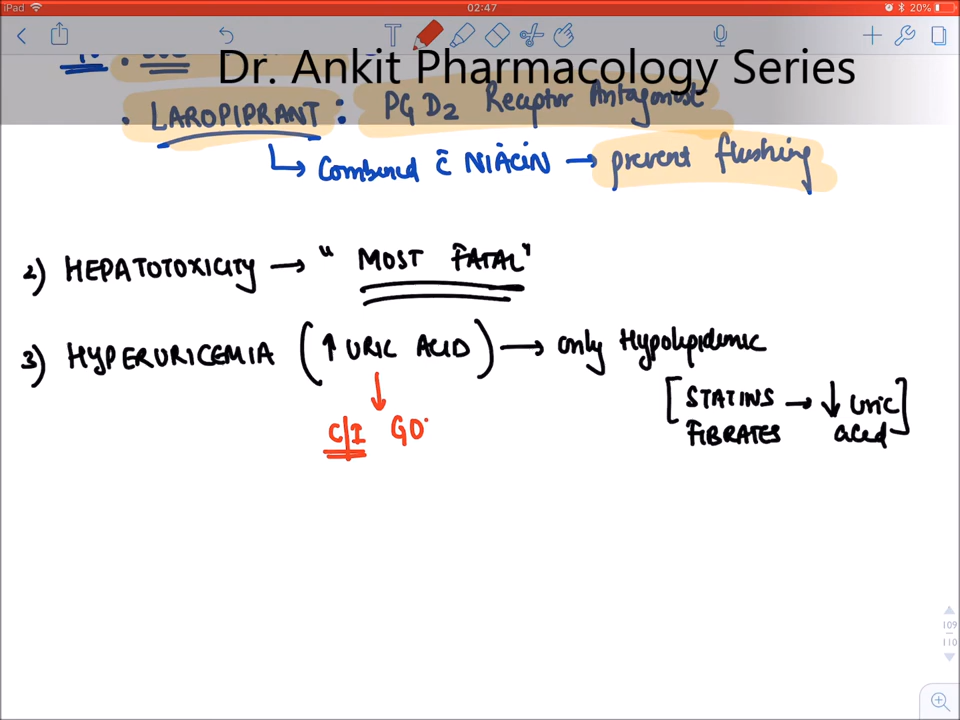 iPad 02:47 20%
T
Dr. Ankit Pharmacology Series
. LAROPIPRANT : PG D2 Receptor Antagonost
↳ Combined c̄ NIACIN → prevent flushing
2) HEPATOTOXICITY → " MOST FATAL"
3) HYPERURICEMIA ( ↑ URIC ACID ) → only Hypolipidemic
[ STATINS → ↓ uric ]
FIBRATES acid
↓
C/I GO
109
110